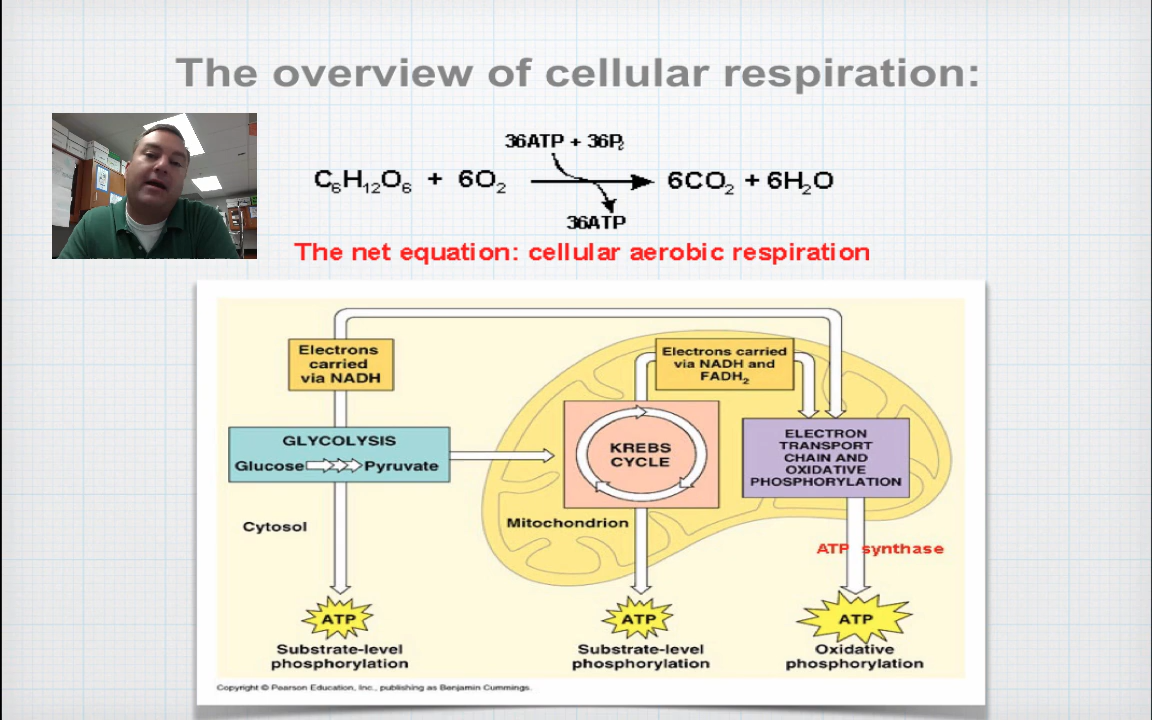 The overview of cellular respiration:
36ATP + 36P₂
C₆H₁₂O₆ + 6O₂ → 6CO₂ + 6H₂O
36ATP
The net equation: cellular aerobic respiration
Electrons
carried
via NADH
Electrons carried
via NADH and
FADH₂
GLYCOLYSIS
Glucose Pyruvate
KREBS
CYCLE
ELECTRON
TRANSPORT
CHAIN AND
OXIDATIVE
PHOSPHORYLATION
Cytosol
Mitochondrion
ATP synthase
ATP
Substrate-level
phosphorylation
ATP
Substrate-level
phosphorylation
ATP
Oxidative
phosphorylation
Copyright © Pearson Education, Inc., publishing as Benjamin Cummings.